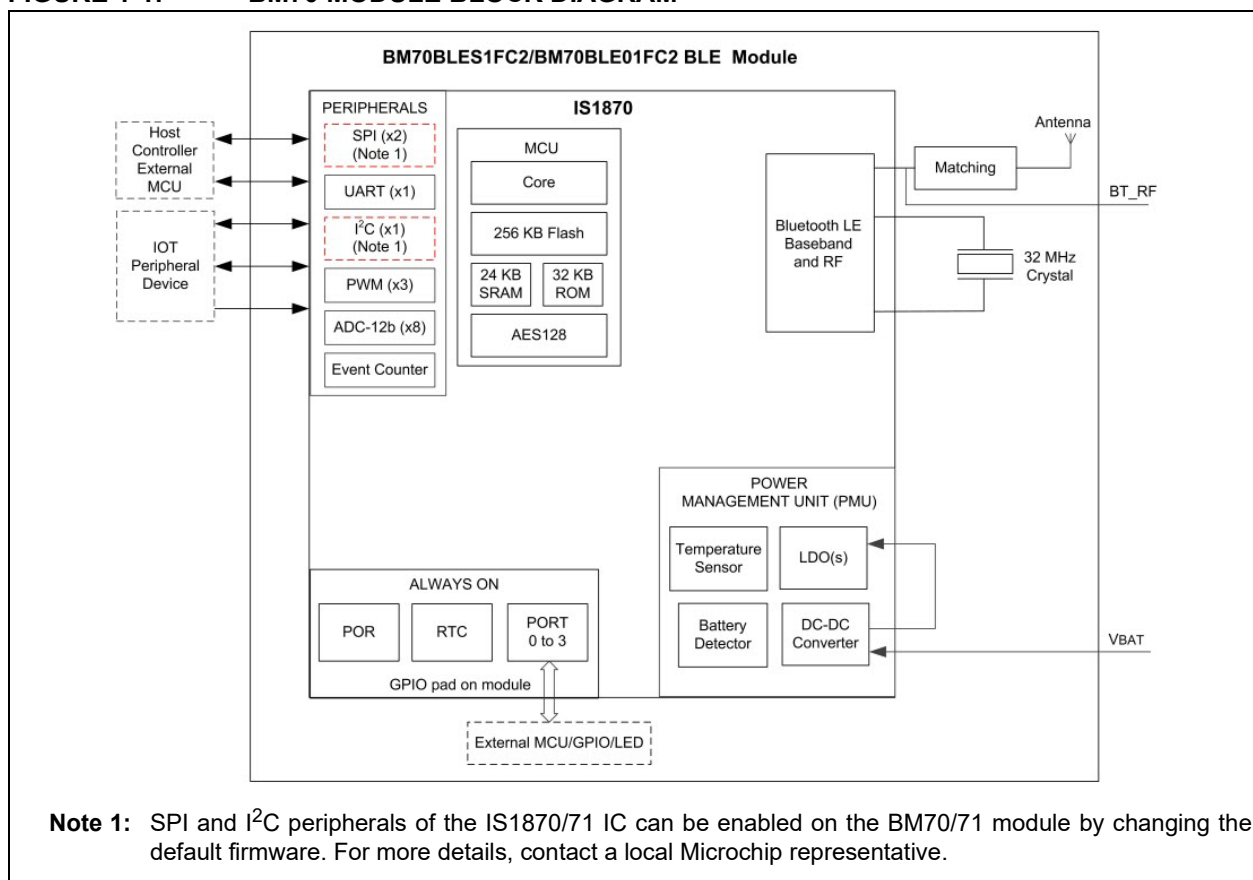 BM70BLES1FC2/BM70BLE01FC2 BLE Module
IS1870
PERIPHERALS
SPI (x2)
(Note 1)
UART (x1)
I²C (x1)
(Note 1)
PWM (x3)
ADC-12b (x8)
Event Counter
Host
Controller
External
MCU
IOT
Peripheral
Device
MCU
Core
256 KB Flash
24 KB
SRAM
32 KB
ROM
AES128
Bluetooth LE
Baseband
and RF
Antenna
Matching
BT_RF
32 MHz
Crystal
POWER
MANAGEMENT UNIT (PMU)
Temperature
Sensor
LDO(s)
Battery
Detector
DC-DC
Converter
VBAT
ALWAYS ON
POR
RTC
PORT
0 to 3
GPIO pad on module
External MCU/GPIO/LED
Note 1: SPI and I²C peripherals of the IS1870/71 IC can be enabled on the BM70/71 module by changing the
default firmware. For more details, contact a local Microchip representative.